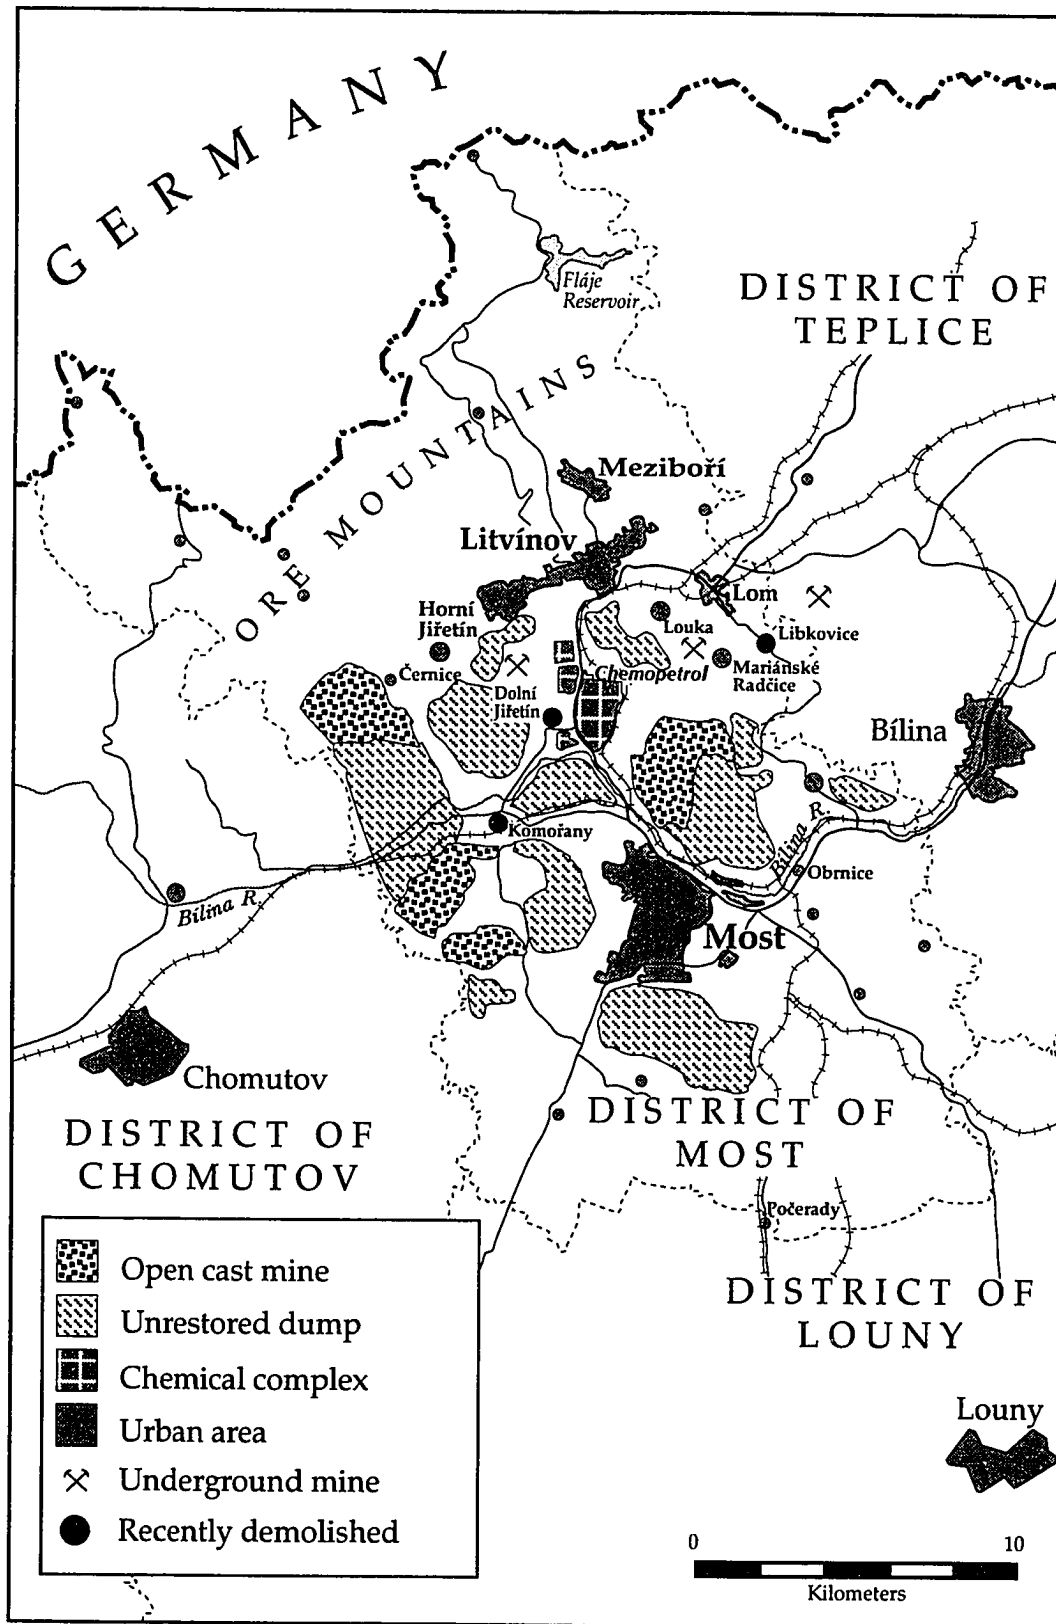 GERMANY
Fláje
Reservoir
DISTRICT OF
TEPLICE
ORE MOUNTAINS
Meziboří
Litvínov
Lom
Horní
Jiřetín
Louka
Libkovice
Černice
Chemopetrol
Mariánské
Radčice
Dolní
Jiřetín
Bílina
Komořany
Bílina R.
Obrnice
Bílina R.
Most
Chomutov
DISTRICT OF
CHOMUTOV
DISTRICT OF
MOST
Počerady
DISTRICT OF
LOUNY
Louny
Open cast mine
Unrestored dump
Chemical complex
Urban area
Underground mine
Recently demolished
0 10
Kilometers